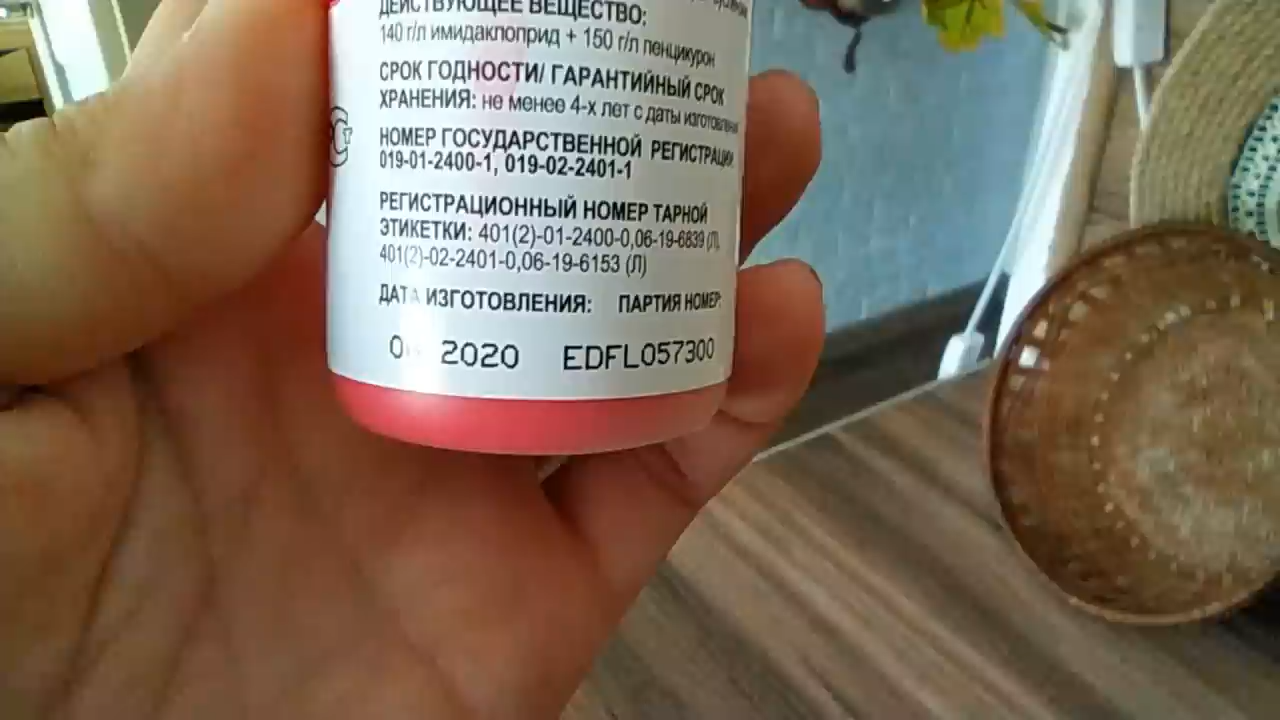 ДЕЙСТВУЮЩЕЕ ВЕЩЕСТВО:
140 г/л имидаклоприд + 150 г/л пенцикурон
СРОК ГОДНОСТИ/ ГАРАНТИЙНЫЙ СРОК
ХРАНЕНИЯ: не менее 4-х лет с даты изготовления
НОМЕР ГОСУДАРСТВЕННОЙ РЕГИСТРАЦИИ
019-01-2400-1, 019-02-2401-1
РЕГИСТРАЦИОННЫЙ НОМЕР ТАРНОЙ
ЭТИКЕТКИ: 401(2)-01-2400-0,06-19-6839 (Л),
401(2)-02-2401-0,06-19-6153 (Л)
ДАТА ИЗГОТОВЛЕНИЯ: ПАРТИЯ НОМЕР:
2020 EDFL057300